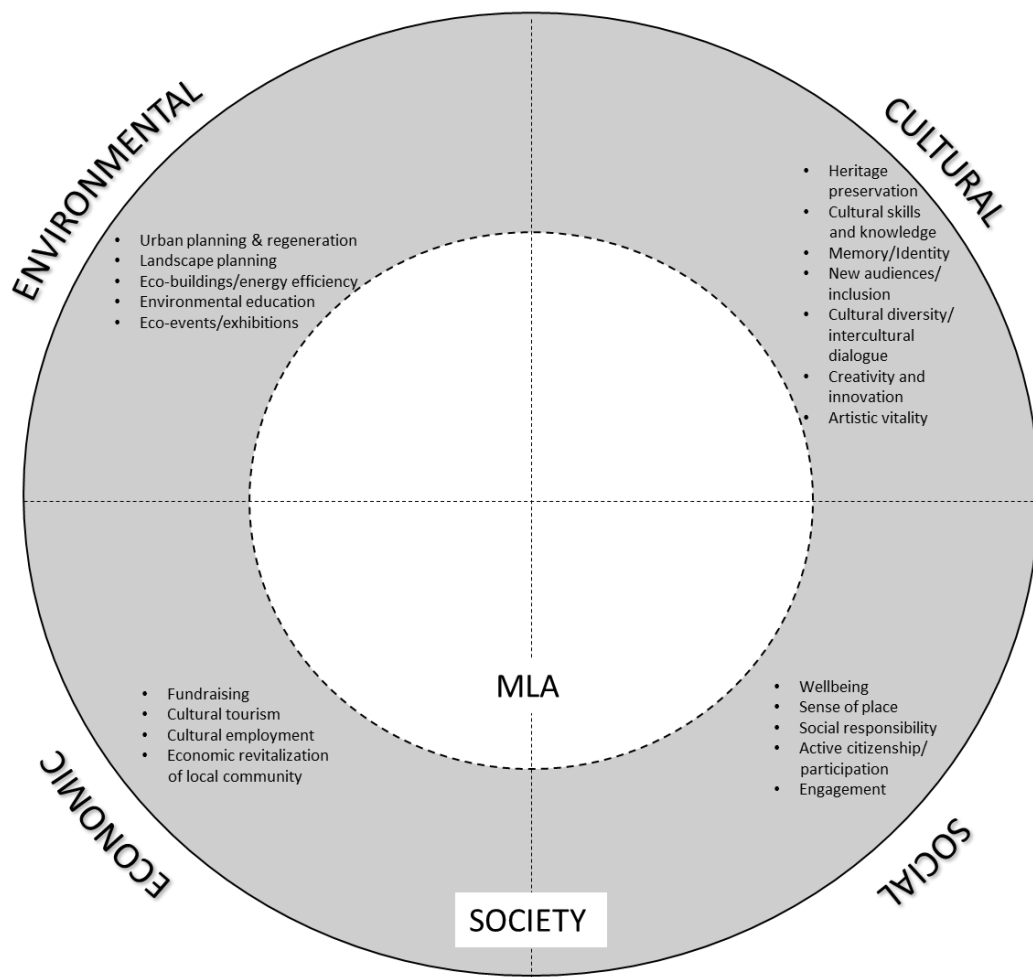 ENVIRONMENTAL
• Urban planning & regeneration
• Landscape planning
• Eco-buildings/energy efficiency
• Environmental education
• Eco-events/exhibitions
CULTURAL
• Heritage
preservation
• Cultural skills
and knowledge
• Memory/Identity
• New audiences/
inclusion
• Cultural diversity/
intercultural
dialogue
• Creativity and
innovation
• Artistic vitality
MLA
ECONOMIC
• Fundraising
• Cultural tourism
• Cultural employment
• Economic revitalization
of local community
SOCIAL
• Wellbeing
• Sense of place
• Social responsibility
• Active citizenship/
participation
• Engagement
SOCIETY